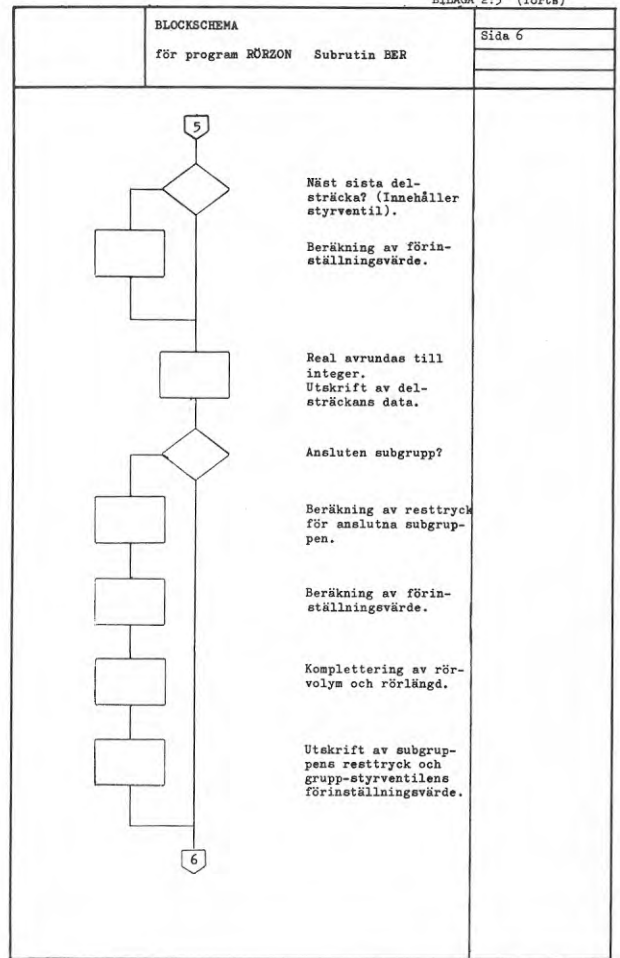 BILAGA 2.5 (forts)
BLOCKSCHEMA
Sida 6
för program RÖRZON Subrutin BER
5
Näst sista del-
sträcka? (Innehåller
styrventil).
Beräkning av förin-
ställningsvärde.
Real avrundas till
integer.
Utskrift av del-
sträckans data.
Ansluten subgrupp?
Beräkning av resttryck
för anslutna subgrup-
pen.
Beräkning av förin-
ställningsvärde.
Komplettering av rör-
volym och rörlängd.
Utskrift av subgrup-
pens resttryck och
grupp-styrventilens
förinställningsvärde.
6